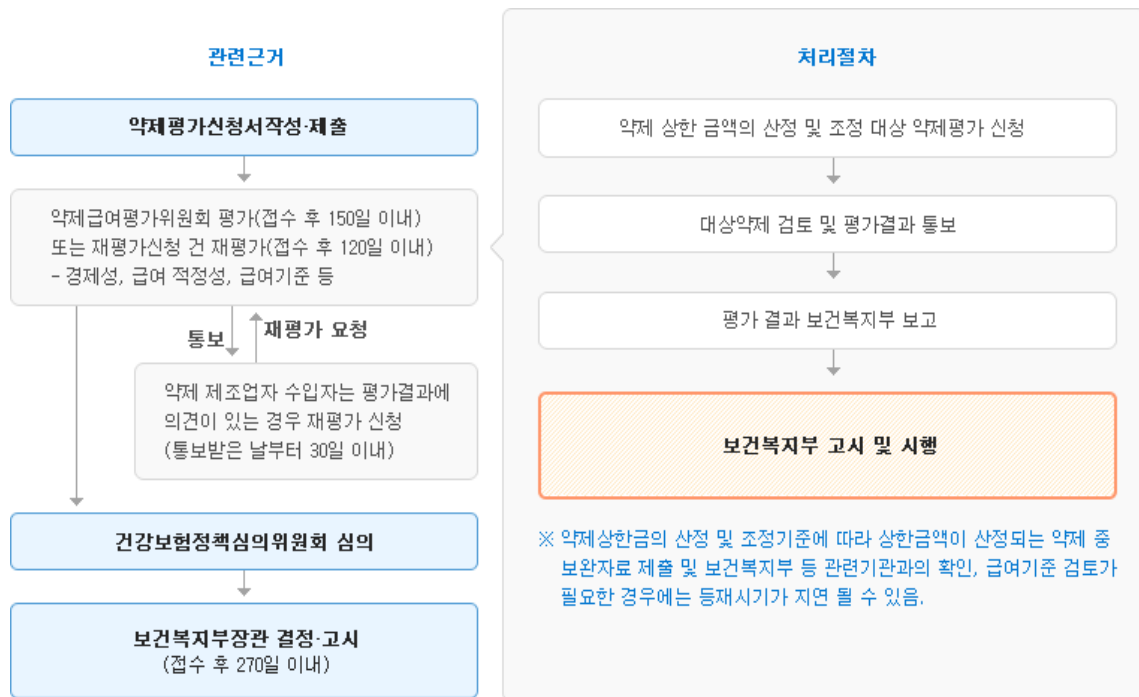 관련근거
약제평가신청서작성·제출
약제급여평가위원회 평가(접수 후 150일 이내)
또는 재평가신청 건 재평가(접수 후 120일 이내)
- 경제성, 급여 적정성, 급여기준 등
통보
재평가 요청
약제 제조업자 수입자는 평가결과에
의견이 있는 경우 재평가 신청
(통보받은 날부터 30일 이내)
건강보험정책심의위원회 심의
보건복지부장관 결정·고시
(접수 후 270일 이내)
처리절차
약제 상한 금액의 산정 및 조정 대상 약제평가 신청
대상약제 검토 및 평가결과 통보
평가 결과 보건복지부 보고
보건복지부 고시 및 시행
※ 약제상한금의 산정 및 조정기준에 따라 상한금액이 산정되는 약제 중
보완자료 제출 및 보건복지부 등 관련기관과의 확인, 급여기준 검토가
필요한 경우에는 등재시기가 지연 될 수 있음.